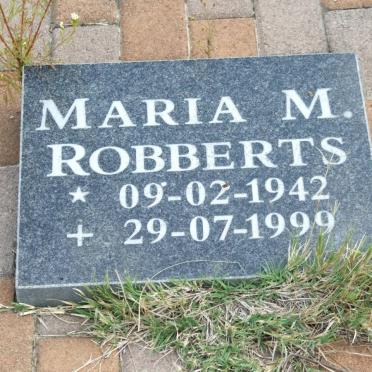 MARIA M.
ROBBERTS
★ 09-02-1942
+ 29-07-1999